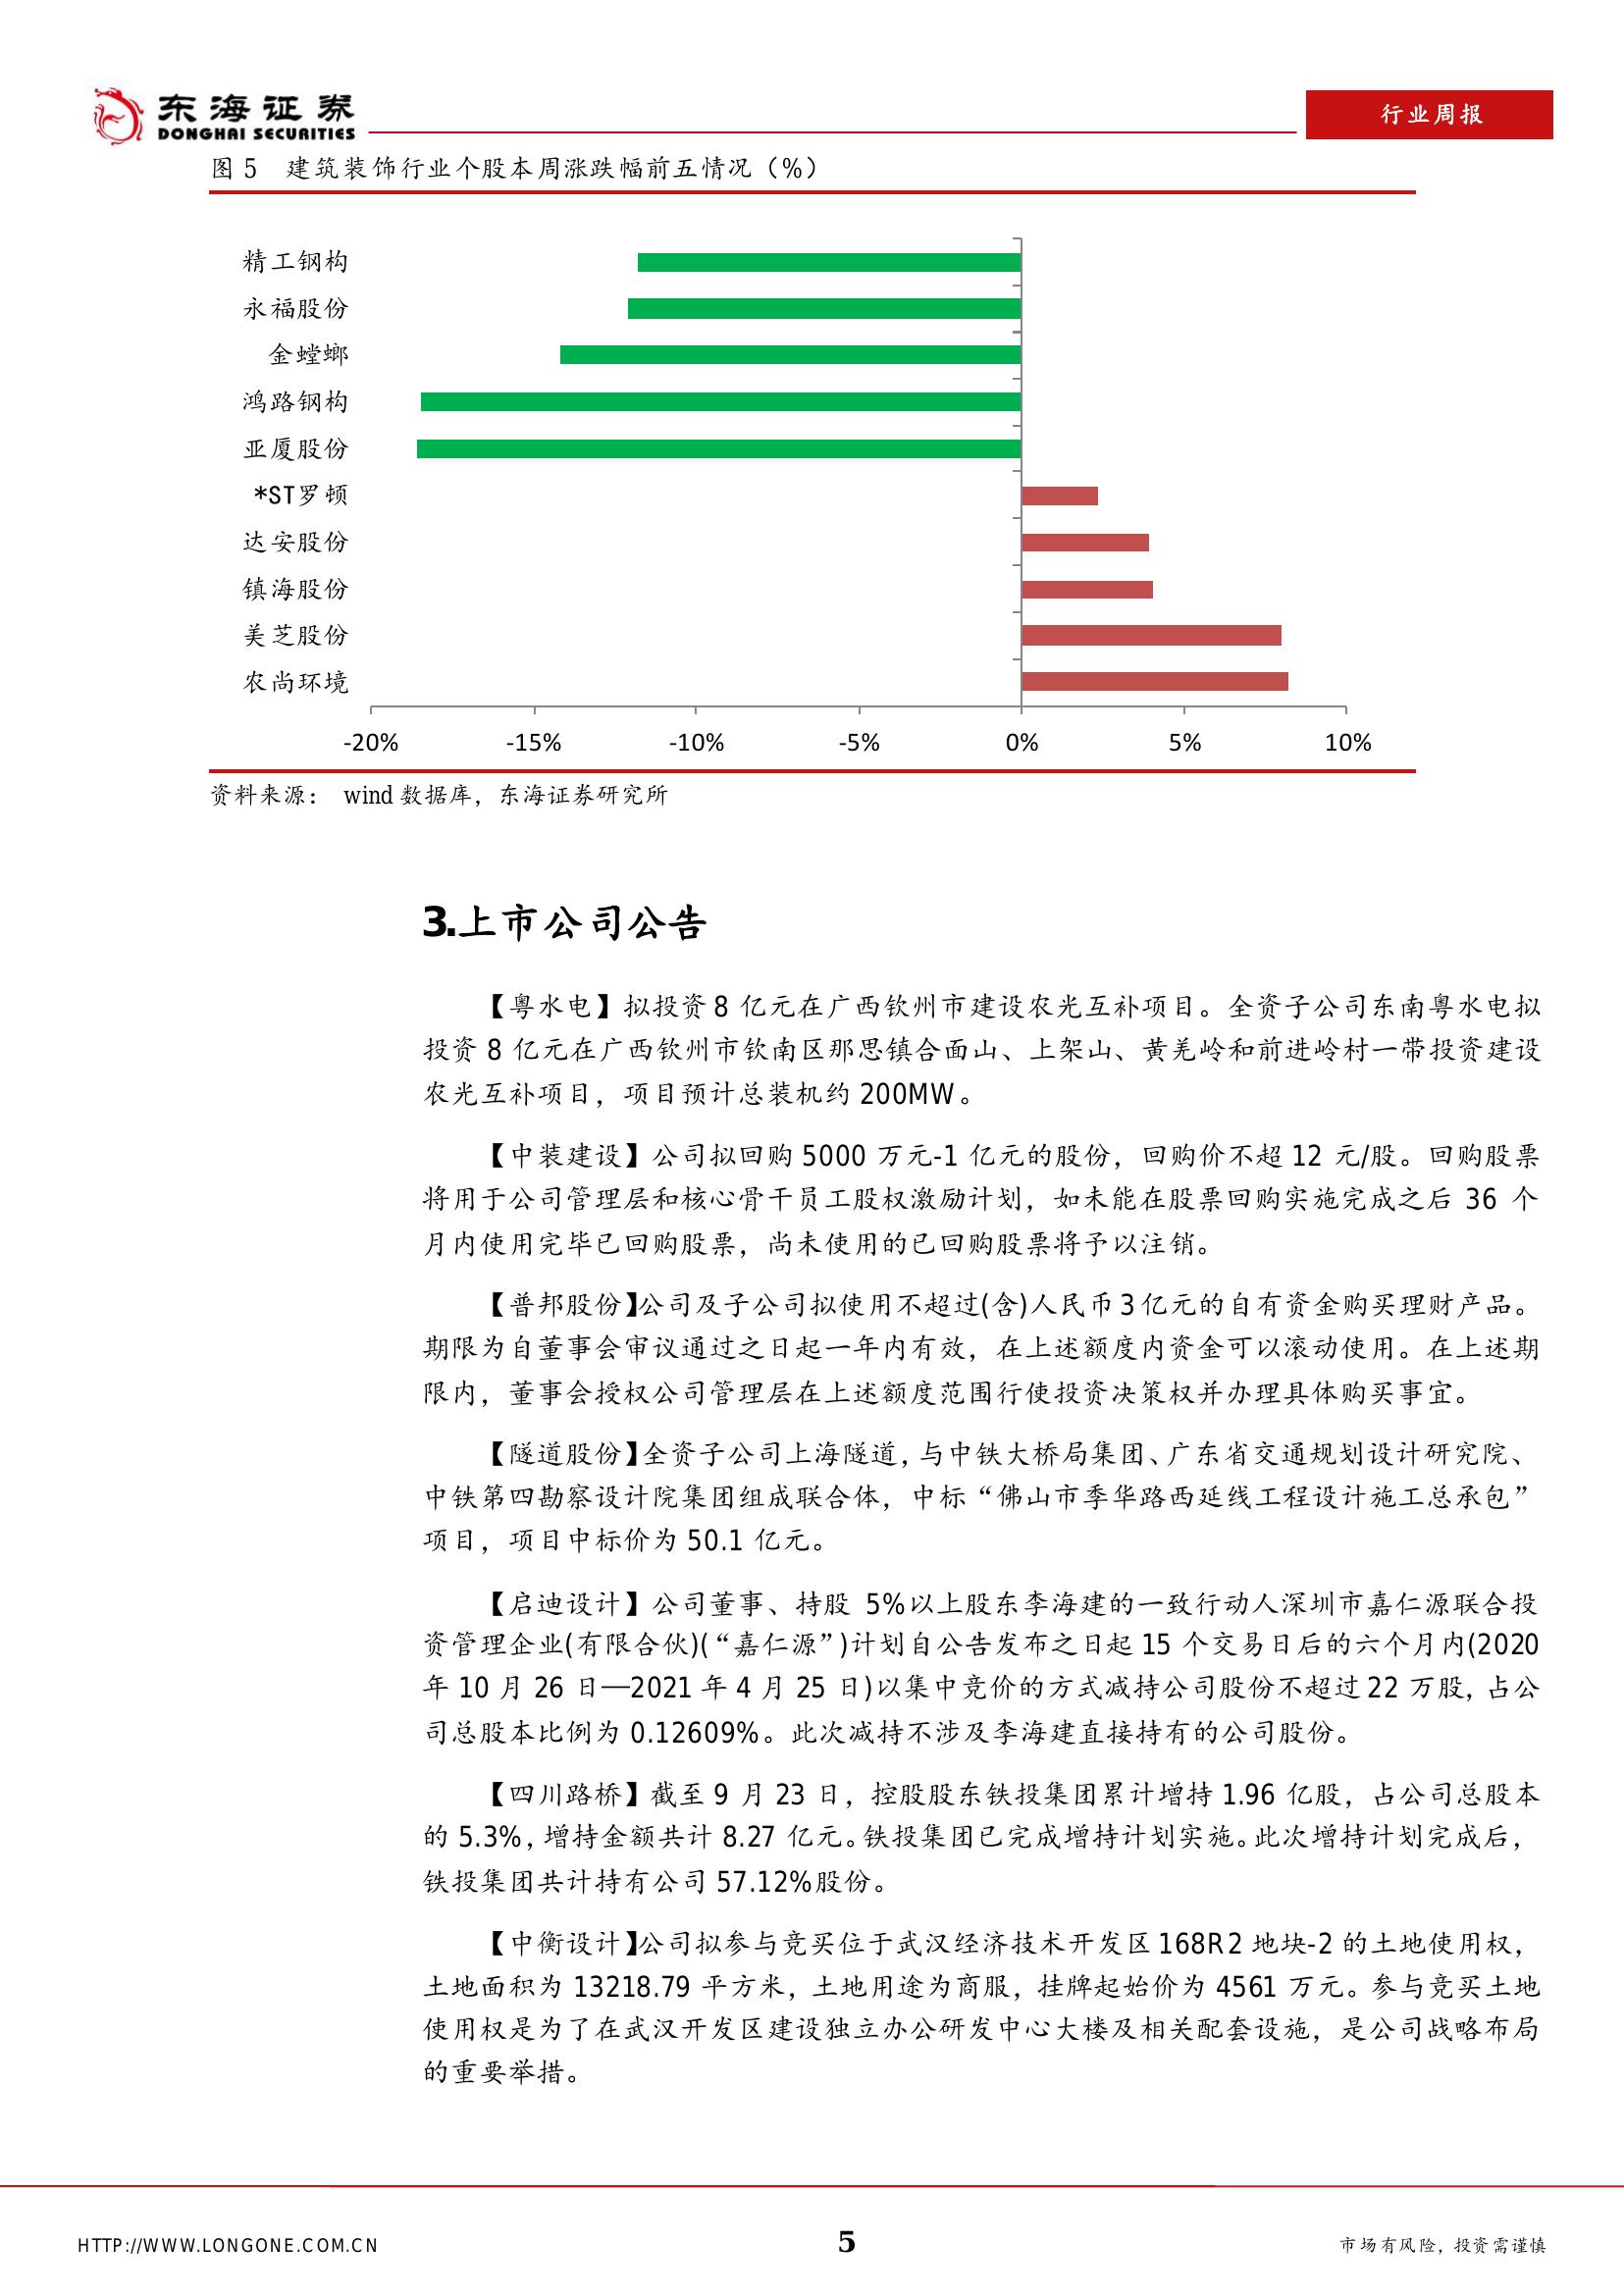 东海证券
DONGHAI SECURITIES
行业周报
图 5 建筑装饰行业个股本周涨跌幅前五情况（%）
精工钢构
永福股份
金螳螂
鸿路钢构
亚厦股份
*ST罗顿
达安股份
镇海股份
美芝股份
农尚环境
-20% -15% -10% -5% 0% 5% 10%
资料来源： wind 数据库，东海证券研究所
3.上市公司公告
【粤水电】拟投资 8 亿元在广西钦州市建设农光互补项目。全资子公司东南粤水电拟
投资 8 亿元在广西钦州市钦南区那思镇合面山、上架山、黄羌岭和前进岭村一带投资建设
农光互补项目，项目预计总装机约 200MW。
【中装建设】公司拟回购 5000 万元-1 亿元的股份，回购价不超 12 元/股。回购股票
将用于公司管理层和核心骨干员工股权激励计划，如未能在股票回购实施完成之后 36 个
月内使用完毕已回购股票，尚未使用的已回购股票将予以注销。
【普邦股份】公司及子公司拟使用不超过(含)人民币 3 亿元的自有资金购买理财产品。
期限为自董事会审议通过之日起一年内有效，在上述额度内资金可以滚动使用。在上述期
限内，董事会授权公司管理层在上述额度范围行使投资决策权并办理具体购买事宜。
【隧道股份】全资子公司上海隧道，与中铁大桥局集团、广东省交通规划设计研究院、
中铁第四勘察设计院集团组成联合体，中标“佛山市季华路西延线工程设计施工总承包”
项目，项目中标价为 50.1 亿元。
【启迪设计】公司董事、持股 5%以上股东李海建的一致行动人深圳市嘉仁源联合投
资管理企业(有限合伙)(“嘉仁源”)计划自公告发布之日起 15 个交易日后的六个月内(2020
年 10 月 26 日—2021 年 4 月 25 日)以集中竞价的方式减持公司股份不超过 22 万股，占公
司总股本比例为 0.12609%。此次减持不涉及李海建直接持有的公司股份。
【四川路桥】截至 9 月 23 日，控股股东铁投集团累计增持 1.96 亿股，占公司总股本
的 5.3%，增持金额共计 8.27 亿元。铁投集团已完成增持计划实施。此次增持计划完成后，
铁投集团共计持有公司 57.12%股份。
【中衡设计】公司拟参与竞买位于武汉经济技术开发区 168R2 地块-2 的土地使用权，
土地面积为 13218.79 平方米，土地用途为商服，挂牌起始价为 4561 万元。参与竞买土地
使用权是为了在武汉开发区建设独立办公研发中心大楼及相关配套设施，是公司战略布局
的重要举措。
HTTP://WWW.LONGONE.COM.CN 5 市场有风险，投资需谨慎